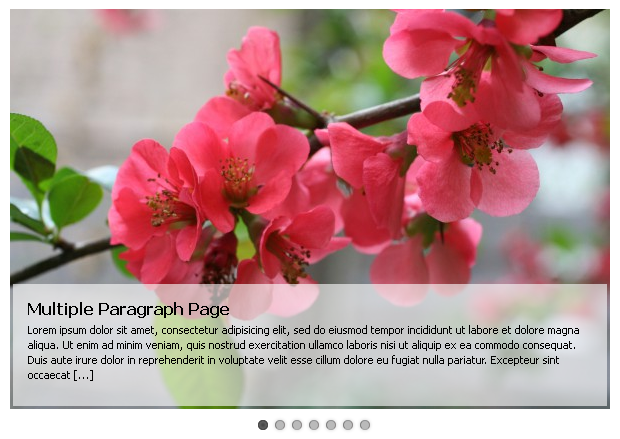 Multiple Paragraph Page
Lorem ipsum dolor sit amet, consectetur adipisicing elit, sed do eiusmod tempor incididunt ut labore et dolore magna
aliqua. Ut enim ad minim veniam, quis nostrud exercitation ullamco laboris nisi ut aliquip ex ea commodo consequat.
Duis aute irure dolor in reprehenderit in voluptate velit esse cillum dolore eu fugiat nulla pariatur. Excepteur sint
occaecat [...]